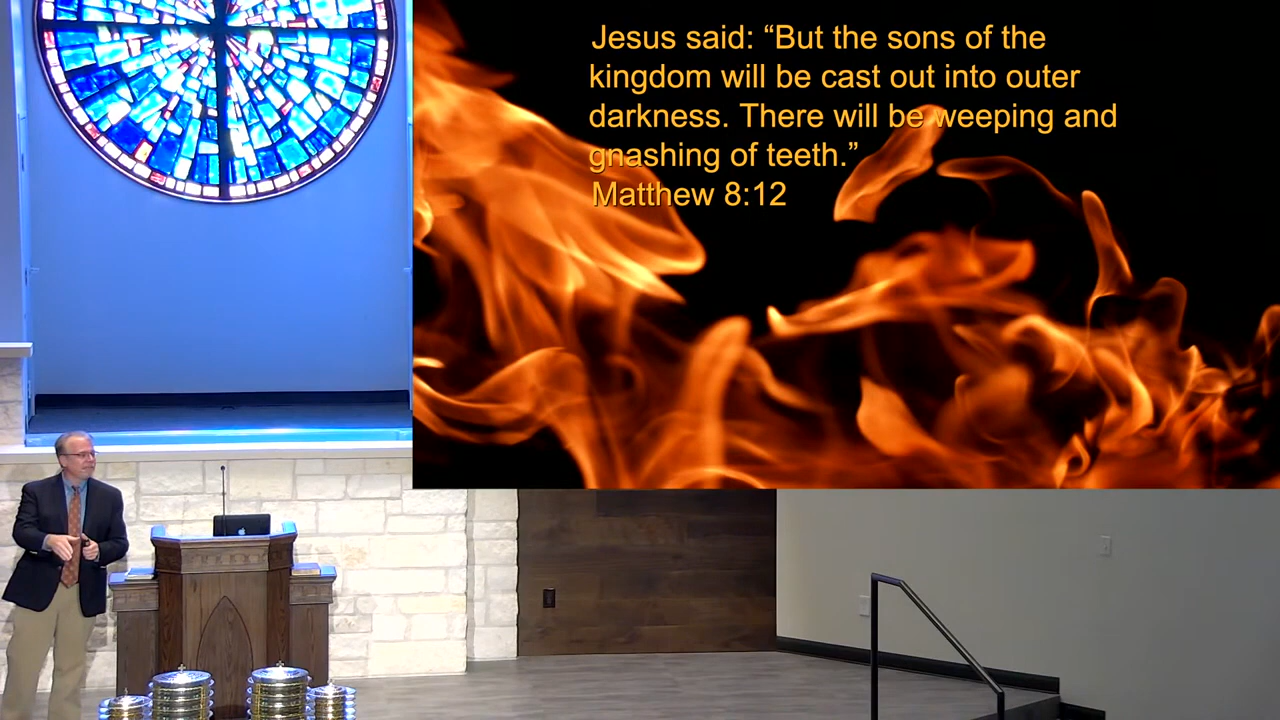 Jesus said: “But the sons of the
kingdom will be cast out into outer
darkness. There will be weeping and
gnashing of teeth.”
Matthew 8:12